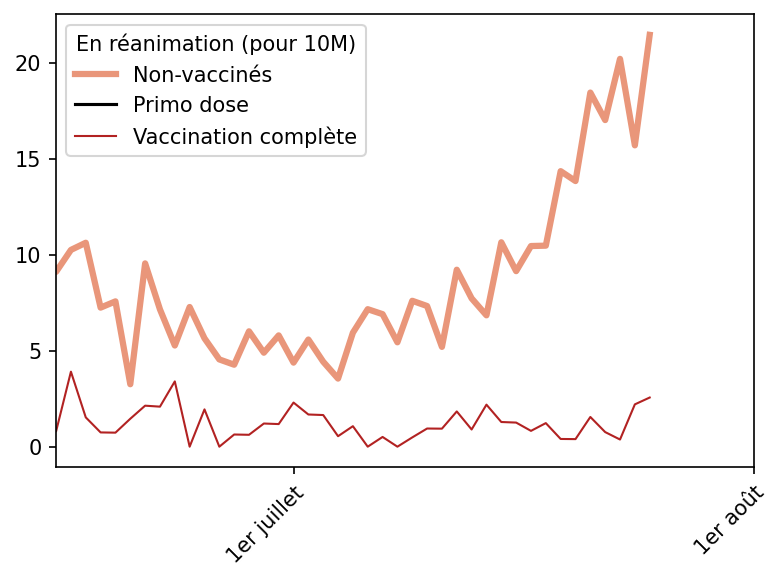 En réanimation (pour 10M)
Non-vaccinés
Primo dose
Vaccination complète
20
15
10
5
0
1er juillet
1er août